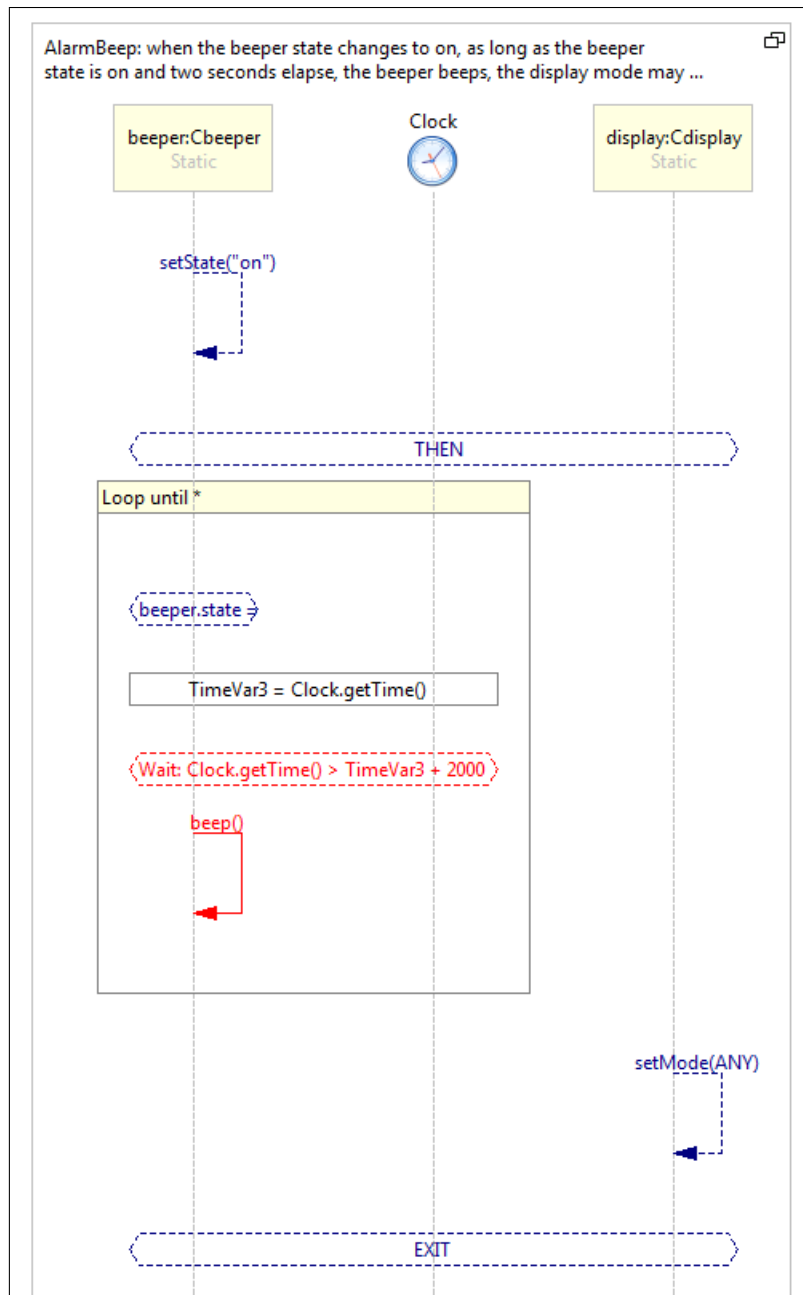 AlarmBeep: when the beeper state changes to on, as long as the beeper
state is on and two seconds elapse, the beeper beeps, the display mode may ...
beeper:Cbeeper
Static
Clock
display:Cdisplay
Static
setState("on")
THEN
Loop until *
beeper.state =
TimeVar3 = Clock.getTime()
Wait: Clock.getTime() > TimeVar3 + 2000
beep()
setMode(ANY)
EXIT